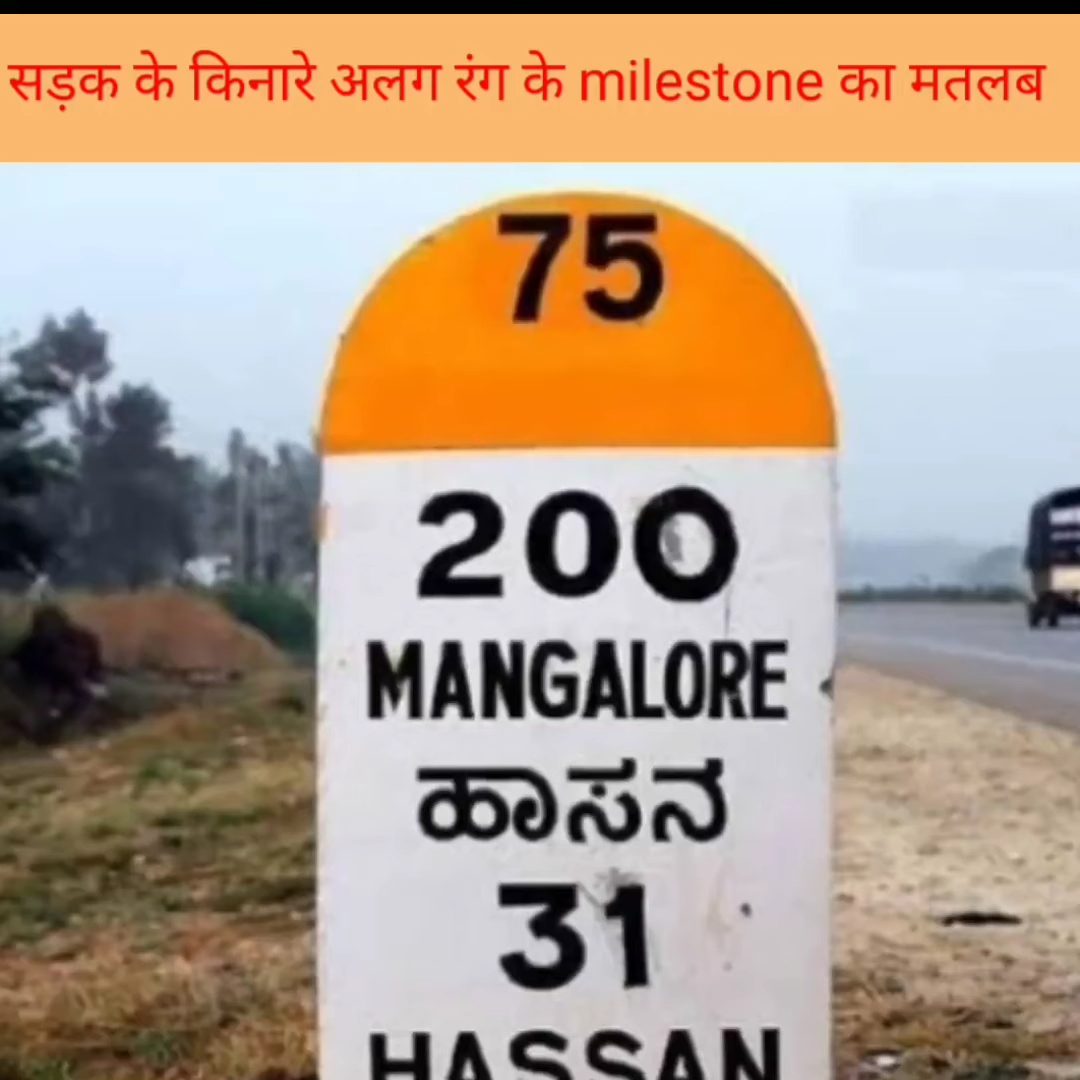 सड़क के किनारे अलग रंग के milestone का मतलब
75
200
MANGALORE
ಹಾಸನ
31
HASSAN